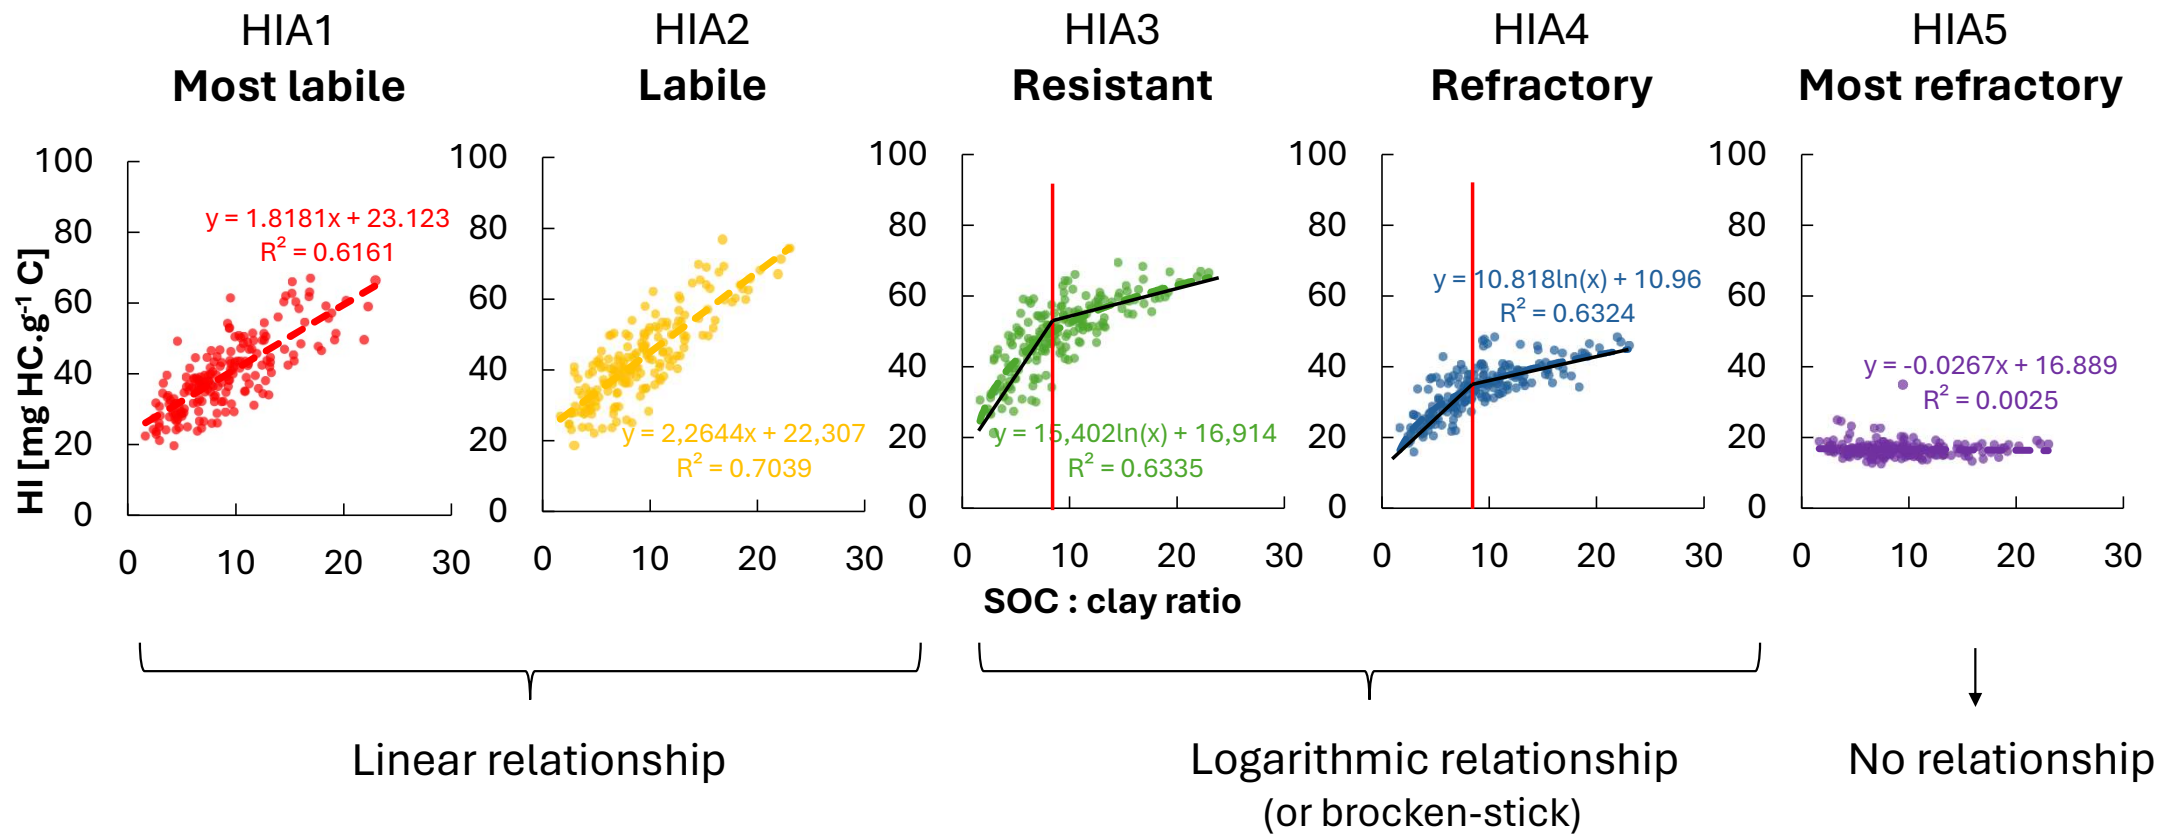 HIA1
Most labile
HIA2
Labile
HIA3
Resistant
HIA4
Refractory
HIA5
Most refractory
HI [mg HC.g⁻¹ C]
100
80
60
40
20
0
0 10 20 30
y = 1.8181x + 23.123
R² = 0.6161
100
80
60
40
20
0
0 10 20 30
y = 2,2644x + 22,307
R² = 0.7039
100
80
60
40
20
0
0 10 20 30
y = 15,402ln(x) + 16,914
R² = 0.6335
100
80
60
40
20
0
0 10 20 30
y = 10.818ln(x) + 10.96
R² = 0.6324
100
80
60
40
20
0
0 10 20 30
y = -0.0267x + 16.889
R² = 0.0025
SOC : clay ratio
Linear relationship
Logarithmic relationship
(or brocken-stick)
No relationship